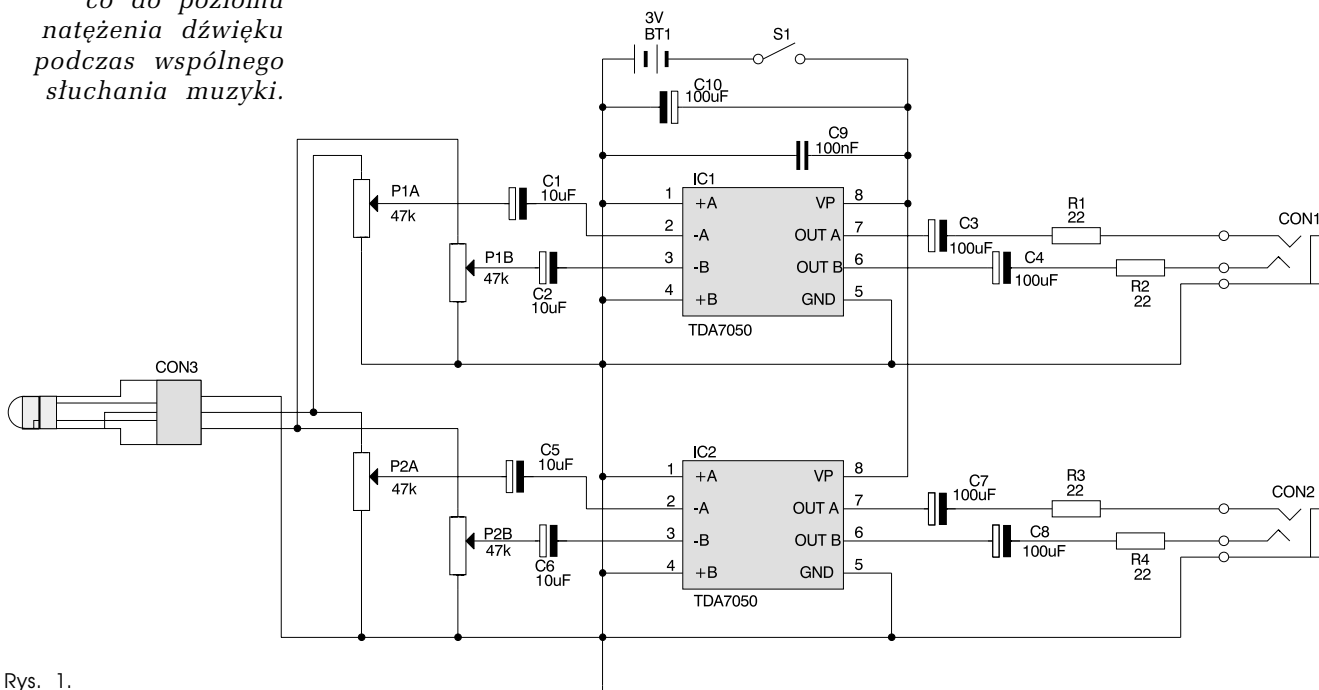 co do poziomu
natężenia dźwięku
podczas wspólnego
słuchania muzyki.
3V
BT1
S1
C10
100uF
C9
100nF
P1A
47k
C1
10uF
P1B
47k
C2
10uF
IC1
1 +A VP 8
2 -A OUT A 7
3 -B OUT B 6
4 +B GND 5
TDA7050
C3
100uF
R1
22
C4
100uF
R2
22
CON1
CON3
P2A
47k
C5
10uF
P2B
47k
C6
10uF
IC2
1 +A VP 8
2 -A OUT A 7
3 -B OUT B 6
4 +B GND 5
TDA7050
C7
100uF
R3
22
C8
100uF
R4
22
CON2
Rys. 1.